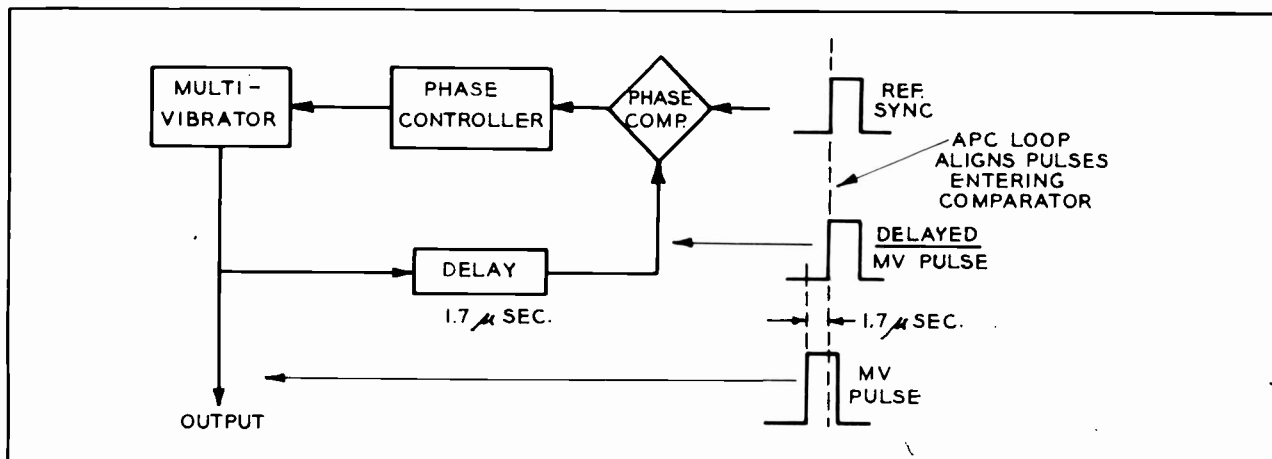 MULTI-
VIBRATOR
PHASE
CONTROLLER
PHASE
COMP.
REF.
SYNC
APC LOOP
ALIGNS PULSES
ENTERING
COMPARATOR
DELAYED
MV PULSE
DELAY
1.7 μ SEC.
1.7 μ SEC.
MV
PULSE
OUTPUT